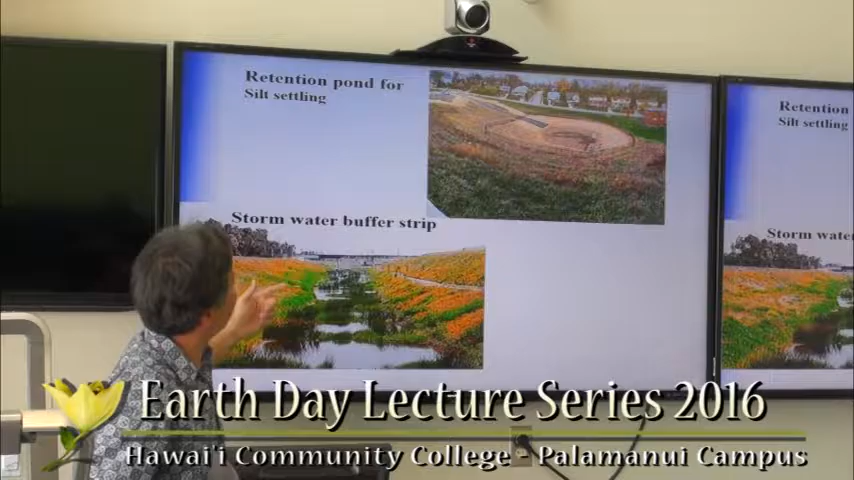 Retention pond for
Silt settling
Storm water buffer strip
Retention
Silt settling
Storm water
Earth Day Lecture Series 2016
Hawai'i Community College - Palamanui Campus